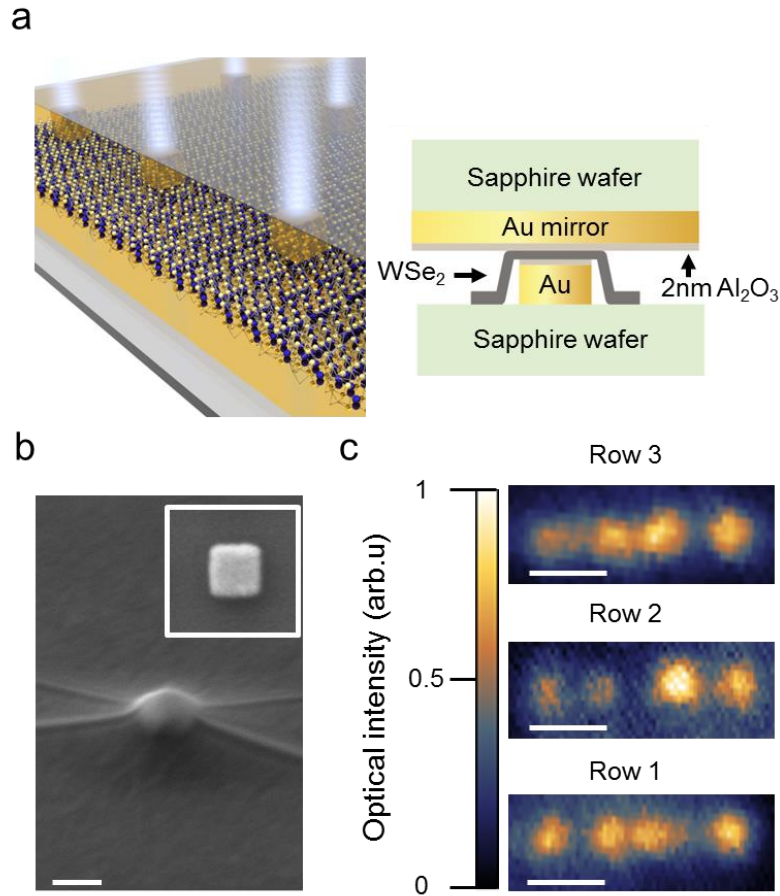 a
Sapphire wafer
Au mirror
WSe₂
Au
2nm Al₂O₃
Sapphire wafer
b
c
Row 3
1
Optical intensity (arb.u)
0.5
0
Row 2
Row 1